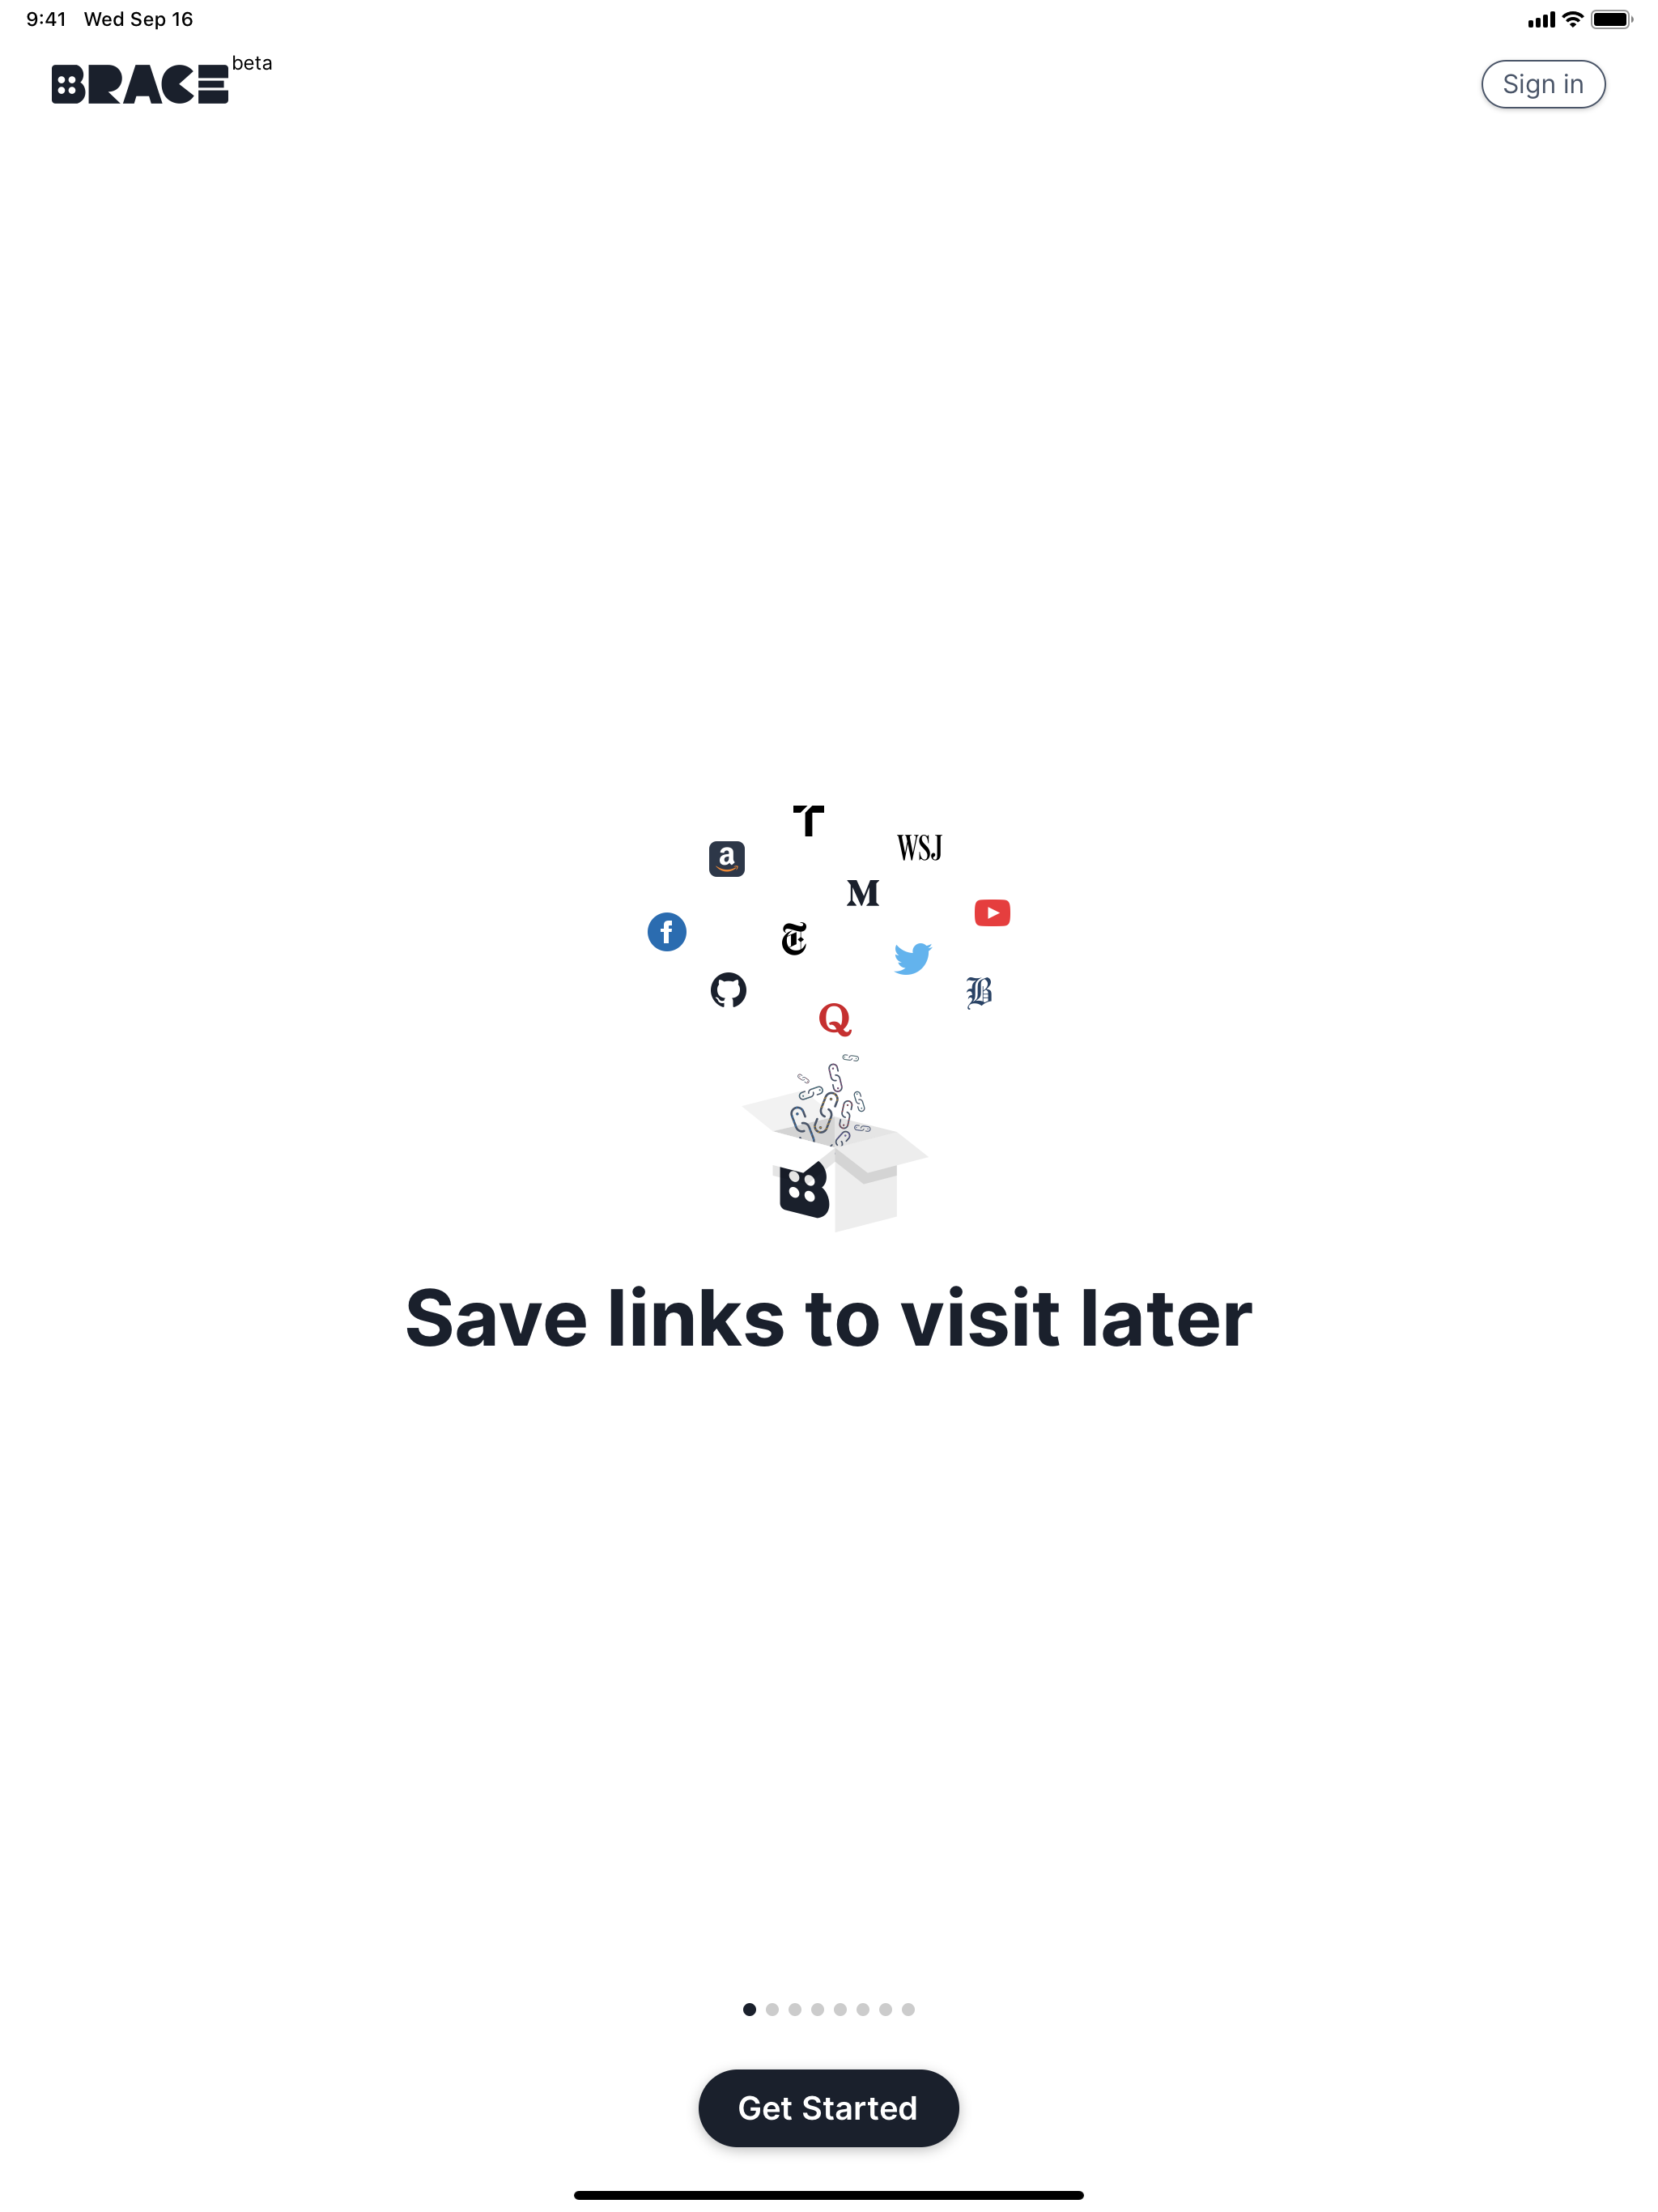 9:41 Wed Sep 16
BRACE beta
Sign in
T
WSJ
a
M
f
T
B
Q
B
Save links to visit later
Get Started